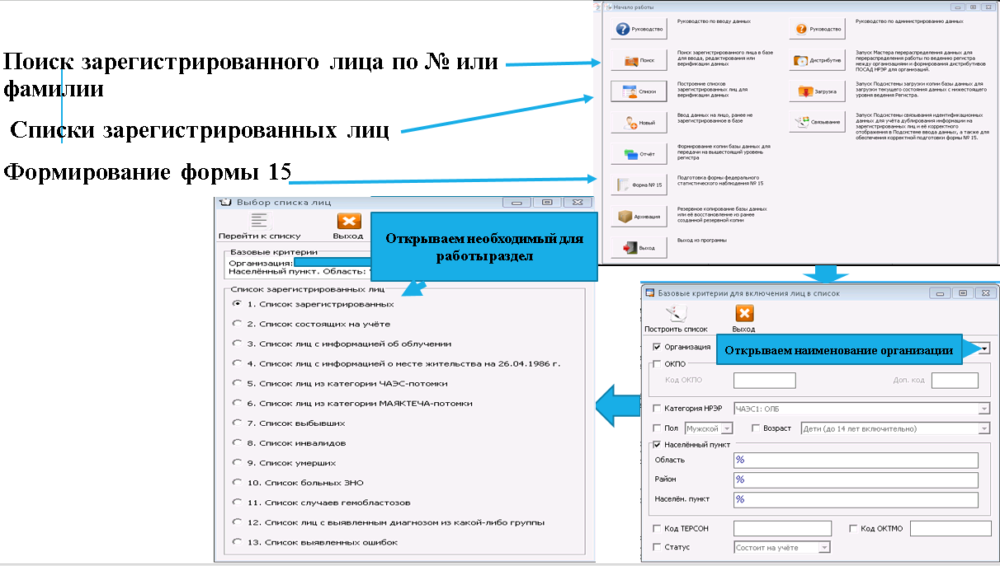 Поиск зарегистрированного лица по № или
фамилии
Списки зарегистрированных лиц
Формирование формы 15
Начало работы
Руководство
Руководство по вводу данных
Поиск
Поиск зарегистрированного лица в базе
для ввода, редактирования или
верификации данных
Списки
Построение списков
зарегистрированных лиц для
верификации данных
Новый
Ввод данных на лицо, ранее не
зарегистрированное в базе
Отчёт
Формирование копии базы данных для
передачи на вышестоящий уровень
регистра
Форма № 15
Подготовка формы федерального
статистического наблюдения № 15
Архивация
Резервное копирование базы данных
или её восстановление из ранее
созданной резервной копии
Выход
Выход из программы
Руководство
Руководство по администрированию данных
Дистрибутив
Запуск Мастера перераспределения данных для
перераспределения работы по ведению регистра
между организациями и формирования дистрибутивов
ПОСАД НРЭР для организаций.
Загрузка
Запуск Подсистемы загрузки копии базы данных для
загрузки текущего состояния данных с нижестоящего
уровня ведения Регистра.
Связывание
Запуск Подсистемы связывания идентификационных
данных для учёта дублирования информации на
зарегистрированных лиц и её корректного
отображения в Подсистеме ввода данных, а также для
обеспечения корректной подготовки формы № 15.
Выбор списка лиц
Перейти к списку Выход
Базовые критерии
Организация:
Населённый пункт. Область:
Открываем необходимый для
работы раздел
Список зарегистрированных лиц
1. Список зарегистрированных
2. Список состоящих на учёте
3. Список лиц с информацией об облучении
4. Список лиц с информацией о месте жительства на 26.04.1986 г.
5. Список лиц из категории ЧАЭС-потомки
6. Список лиц из категории МАЯКТЕЧА-потомки
7. Список выбывших
8. Список инвалидов
9. Список умерших
10. Список больных ЗНО
11. Список случаев гемобластозов
12. Список лиц с выявленным диагнозом из какой-либо группы
13. Список выявленных ошибок
Базовые критерии для включения лиц в список
Построить список Выход
Организация
Открываем наименование организации
ОКПО
Код ОКПО Доп. код
Категория НРЭР ЧАЭС1: ОЛБ
Пол Мужской Возраст Дети (до 14 лет включительно)
Населённый пункт
Область %
Район %
Населён. пункт %
Код ТЕРСОН Код ОКТМО
Статус Состоит на учёте